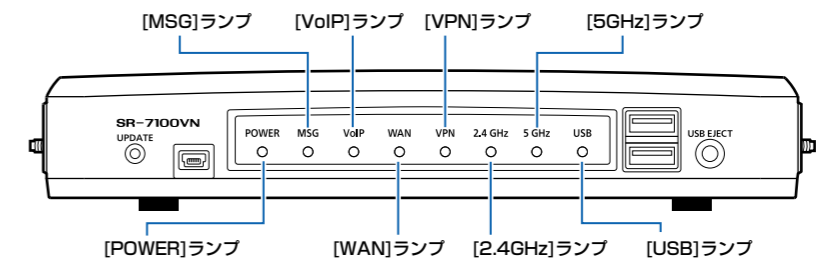 [MSG]ランプ [VoIP]ランプ [VPN]ランプ [5GHz]ランプ
SR-7100VN
UPDATE
POWER MSG VoIP WAN VPN 2.4 GHz 5 GHz USB
USB EJECT
[POWER]ランプ [WAN]ランプ [2.4GHz]ランプ [USB]ランプ